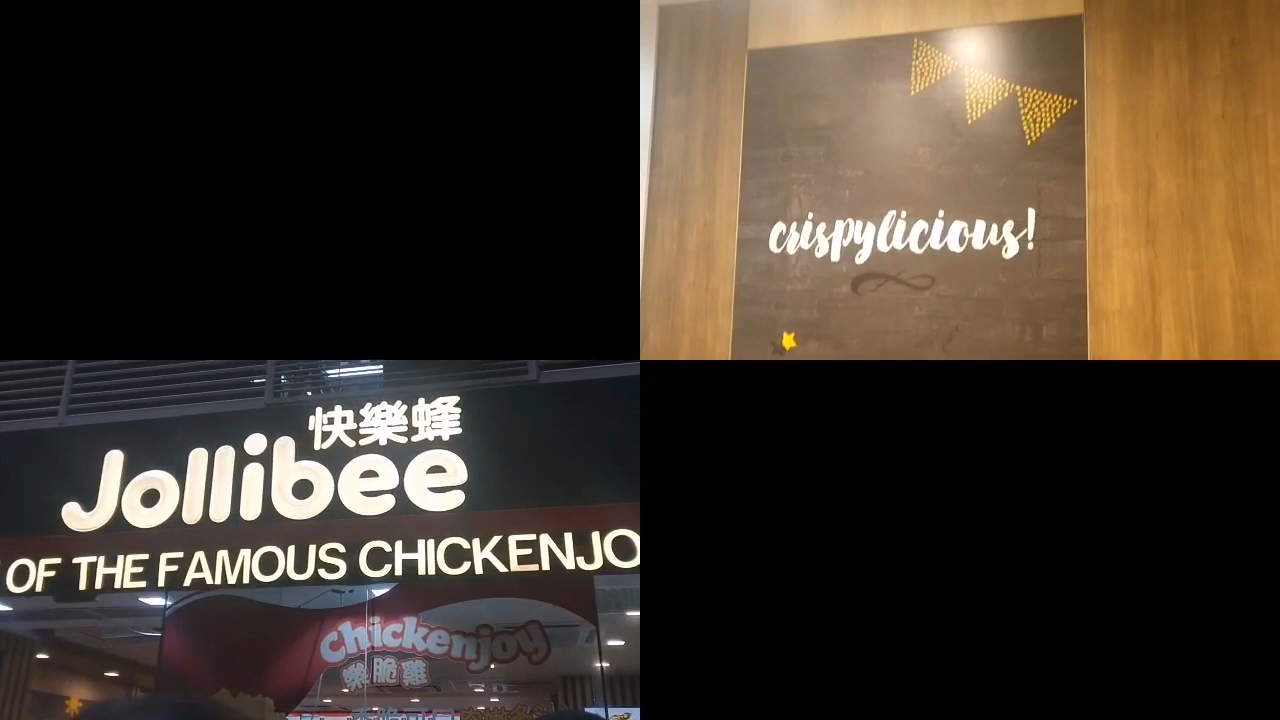 crispylicious!
快樂蜂
Jollibee
OF THE FAMOUS CHICKENJO
Chickenjoy
樂脆雞